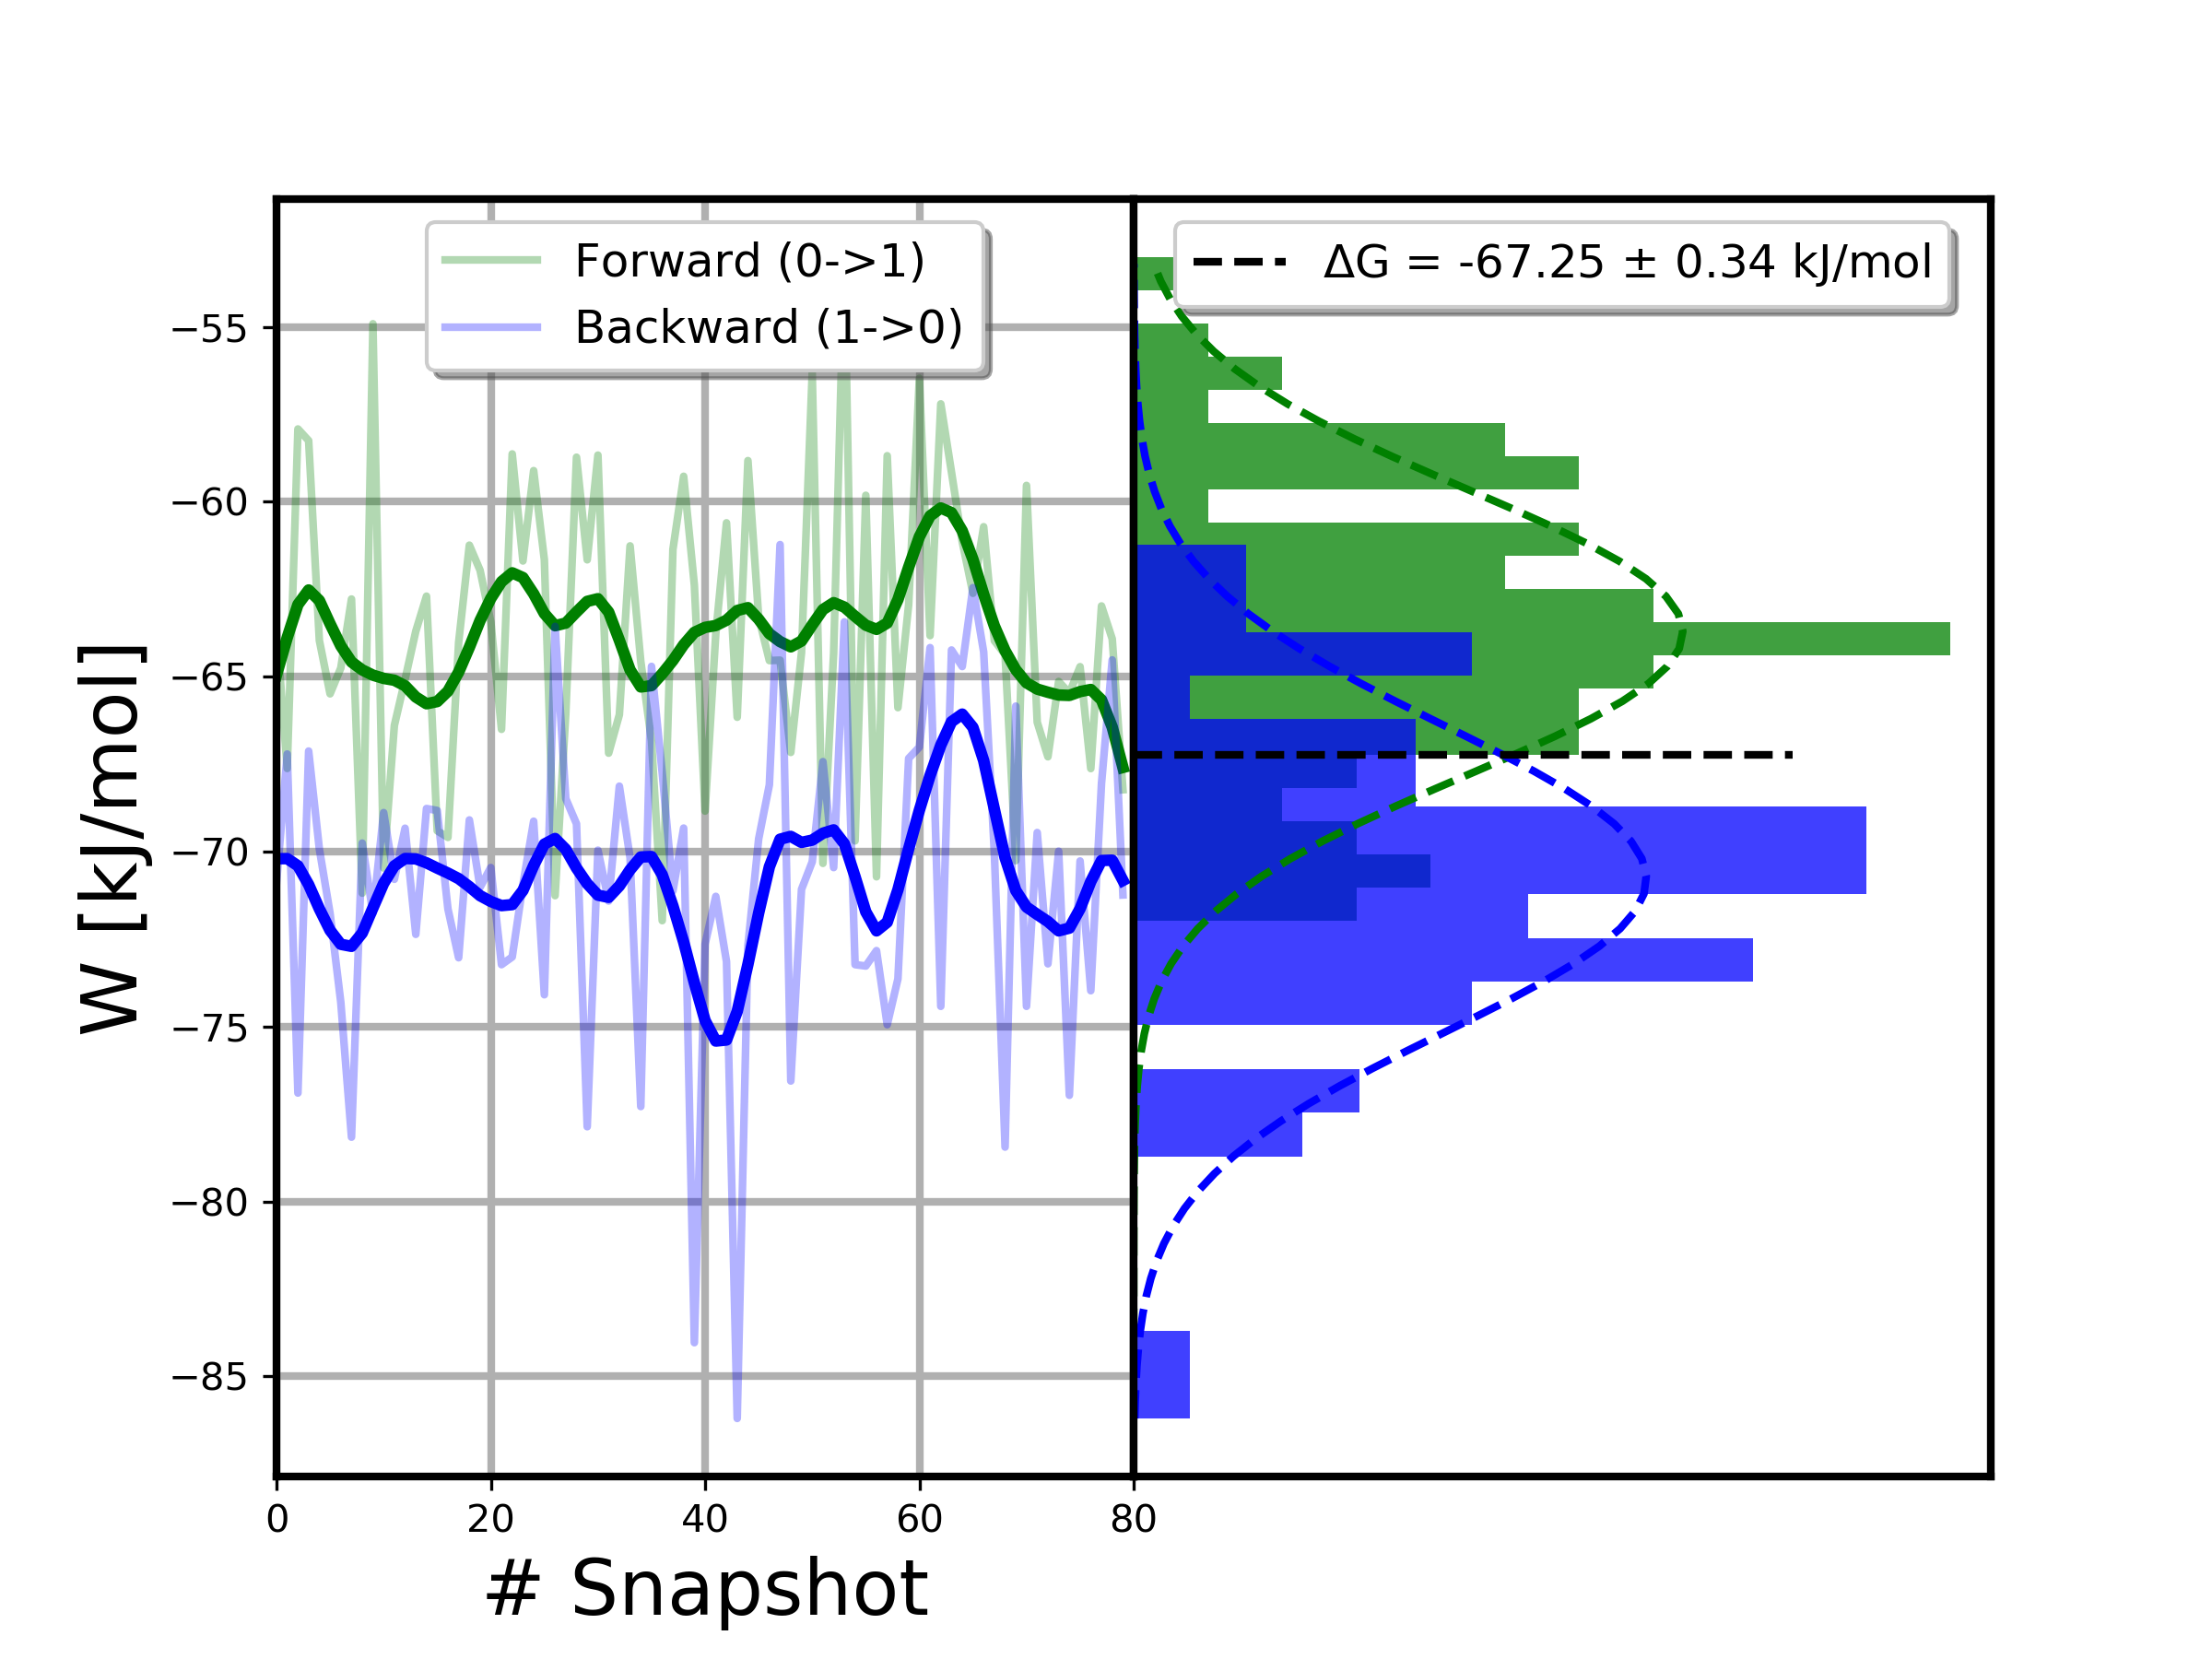 Forward (0->1)
Backward (1->0)
ΔG = -67.25 ± 0.34 kJ/mol
−55
−60
−65
−70
−75
−80
−85
W [kJ/mol]
0 20 40 60 80
# Snapshot